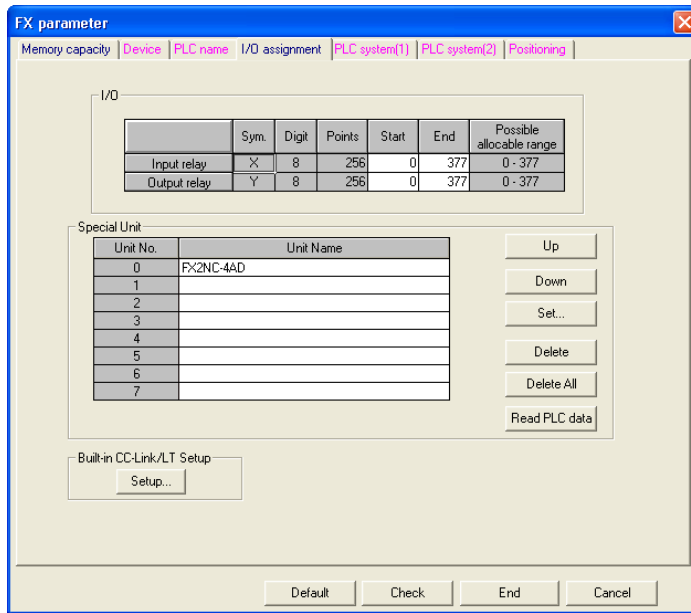 FX parameter
Memory capacity Device PLC name I/O assignment PLC system(1) PLC system(2) Positioning
I/O
Sym. Digit Points Start End Possible allocable range
Input relay X 8 256 0 377 0 - 377
Output relay Y 8 256 0 377 0 - 377
Special Unit
Unit No. Unit Name
0 FX2NC-4AD
1
2
3
4
5
6
7
Up
Down
Set...
Delete
Delete All
Read PLC data
Built-in CC-Link/LT Setup
Setup...
Default Check End Cancel